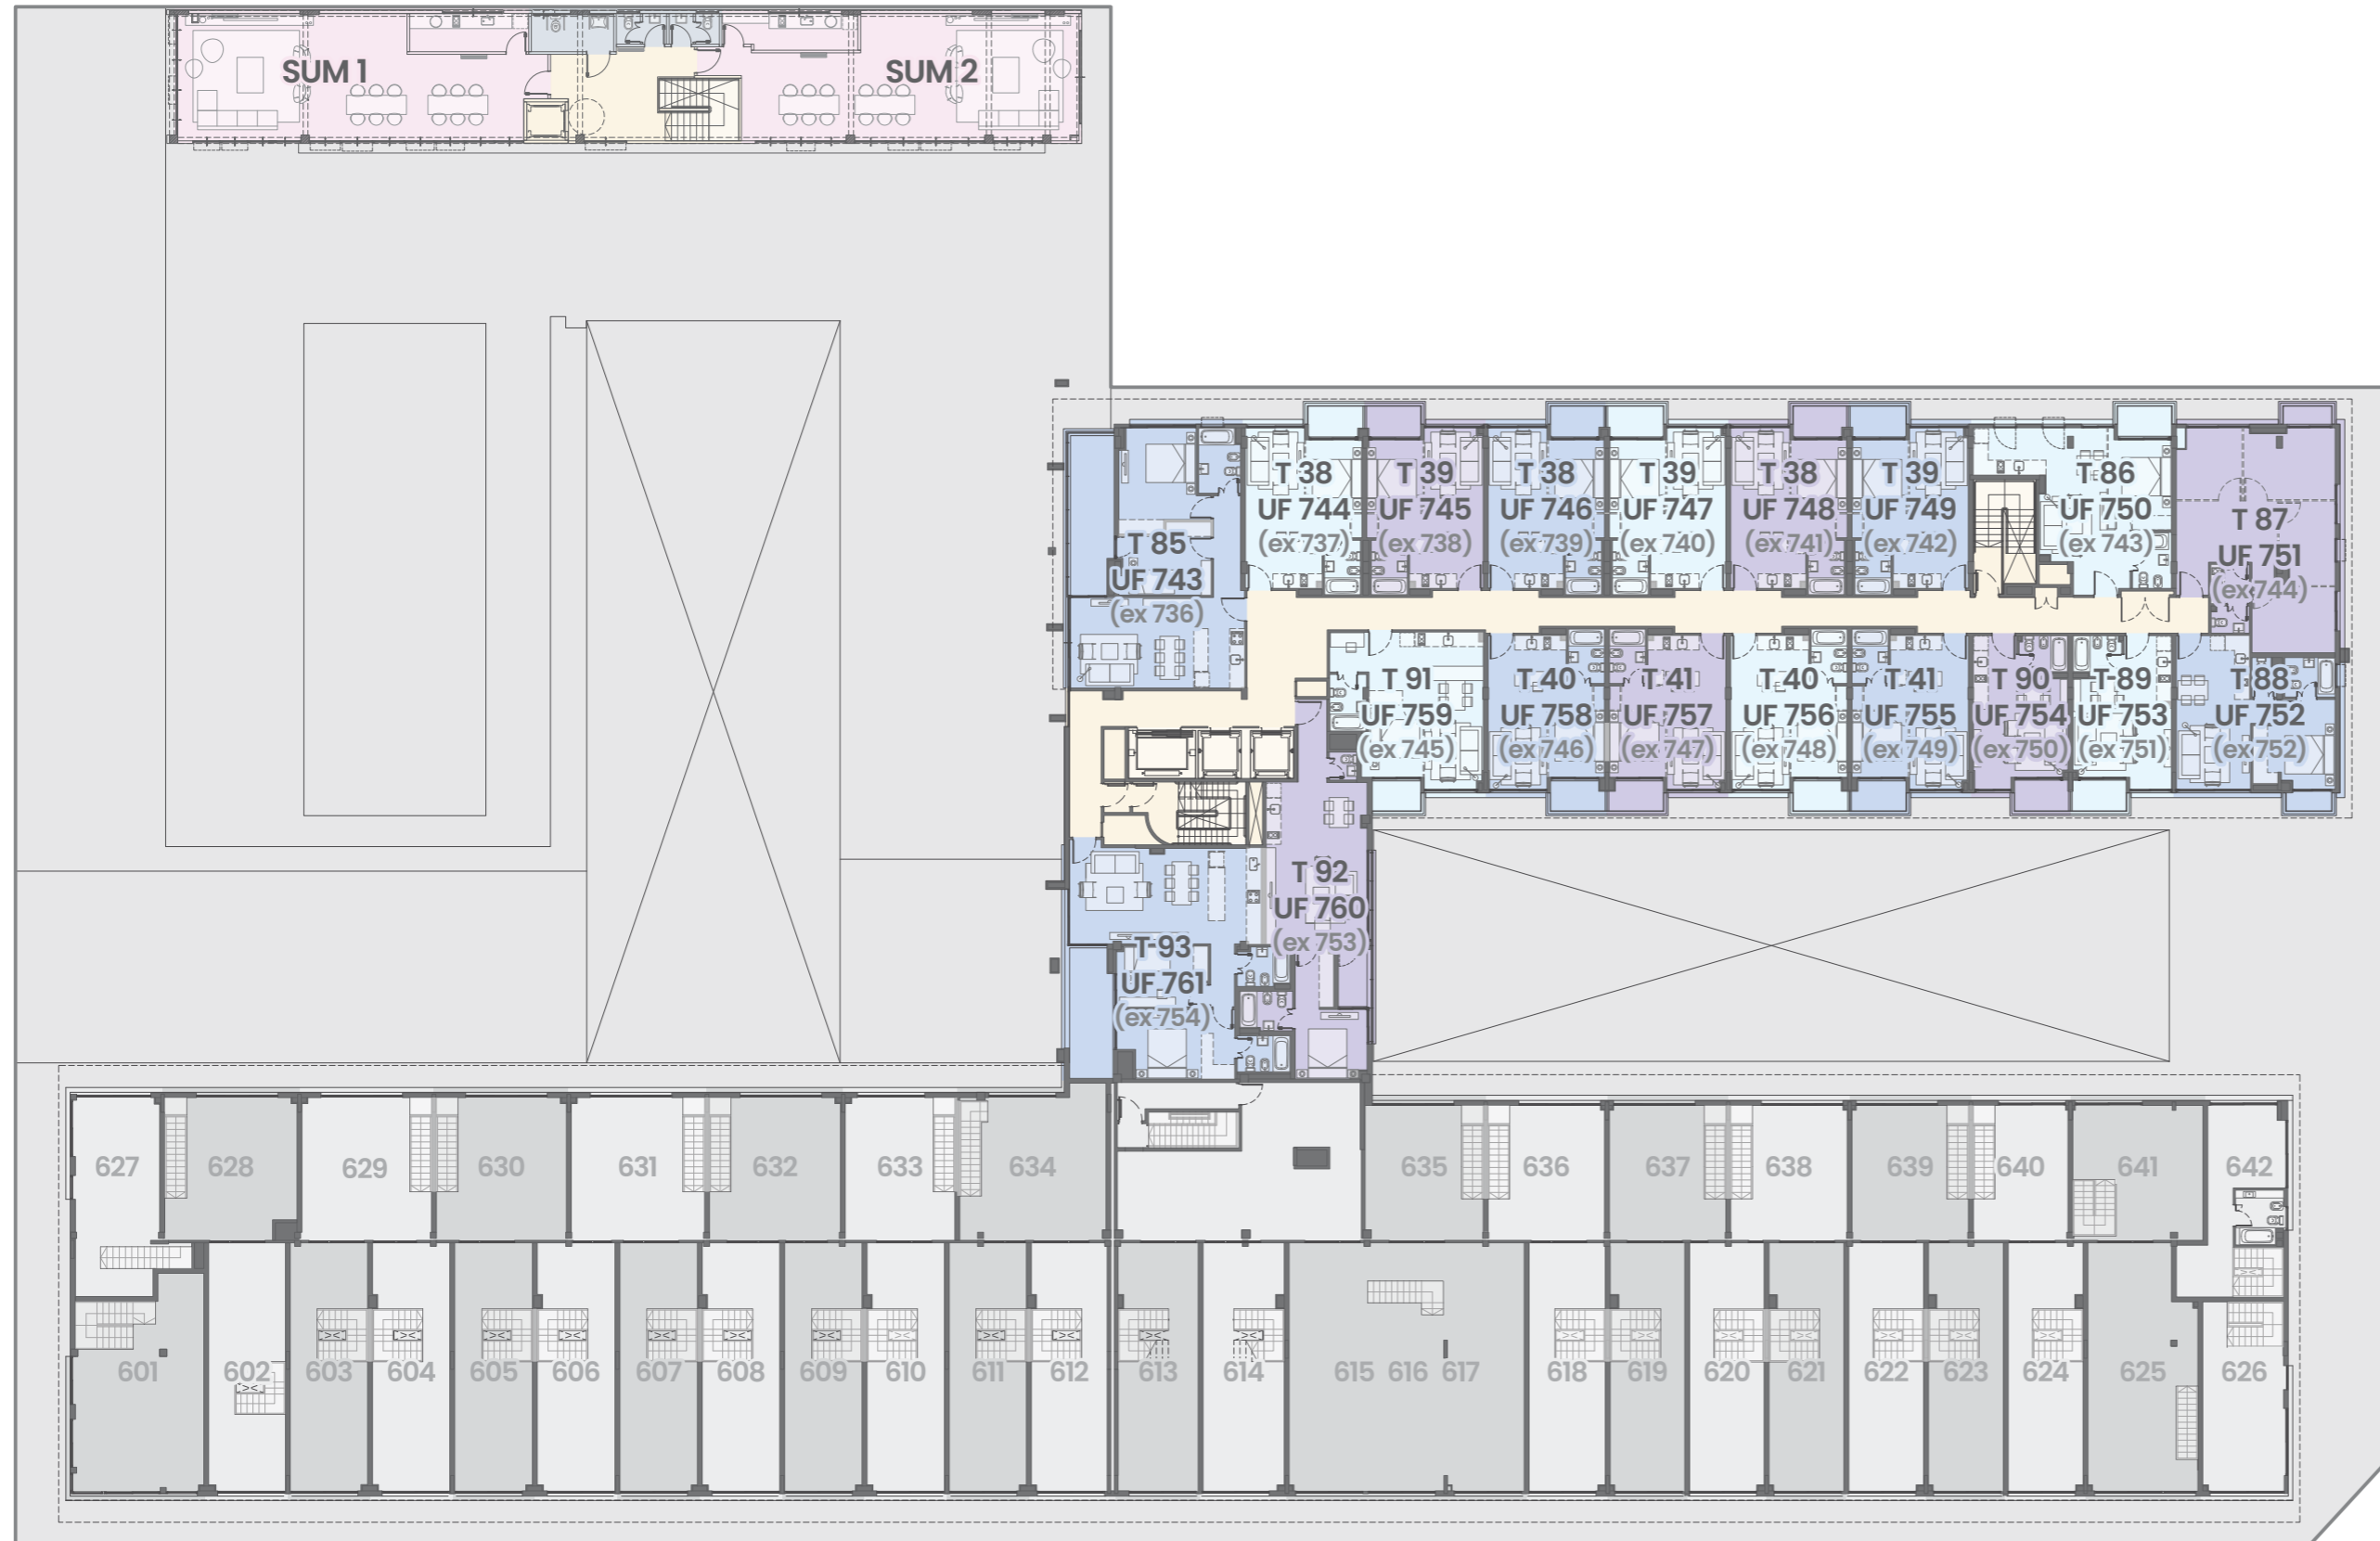 SUM 1
SUM 2
T 85
UF 743
(ex 736)
T 38
UF 744
(ex 737)
T 39
UF 745
(ex 738)
T 38
UF 746
(ex 739)
T 39
UF 747
(ex 740)
T 38
UF 748
(ex 741)
T 39
UF 749
(ex 742)
T 86
UF 750
(ex 743)
T 87
UF 751
(ex 744)
T 91
UF 759
(ex 745)
T 40
UF 758
(ex 746)
T 41
UF 757
(ex 747)
T 40
UF 756
(ex 748)
T 41
UF 755
(ex 749)
T 90
UF 754
(ex 750)
T 89
UF 753
(ex 751)
T 88
UF 752
(ex 752)
T 92
UF 760
(ex 753)
T 93
UF 761
(ex 754)
627
628
629
630
631
632
633
634
635
636
637
638
639
640
641
642
601
602
603
604
605
606
607
608
609
610
611
612
613
614
615
616
617
618
619
620
621
622
623
624
625
626